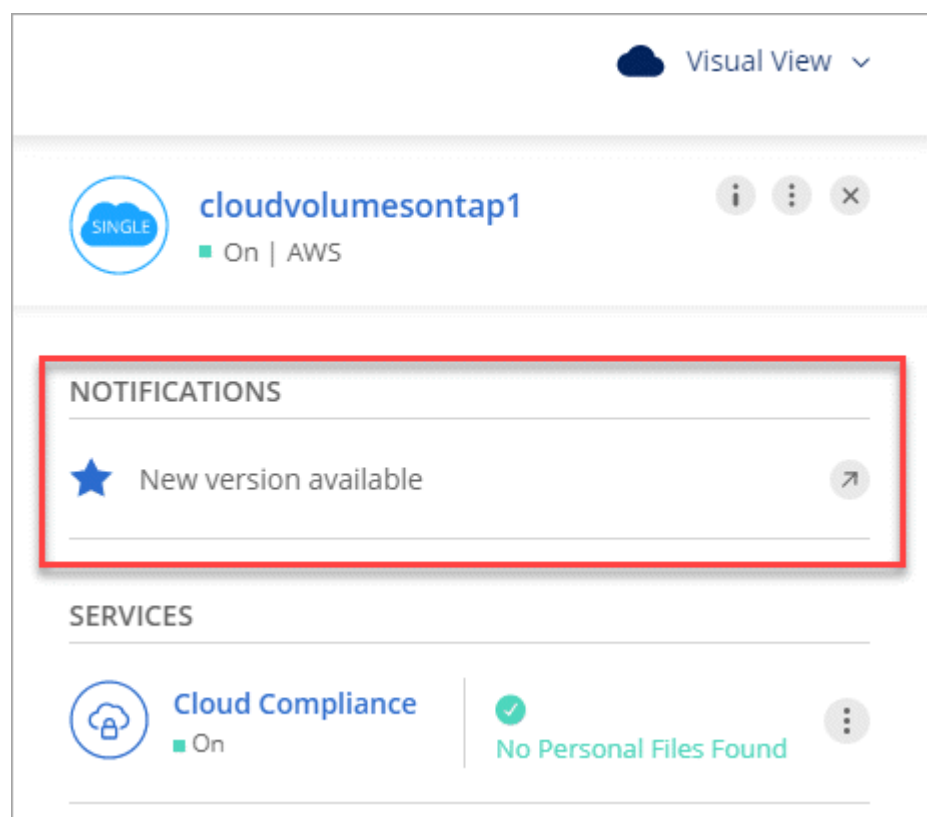 Visual View
SINGLE
cloudvolumesontap1
On | AWS
NOTIFICATIONS
New version available
SERVICES
Cloud Compliance
On
No Personal Files Found